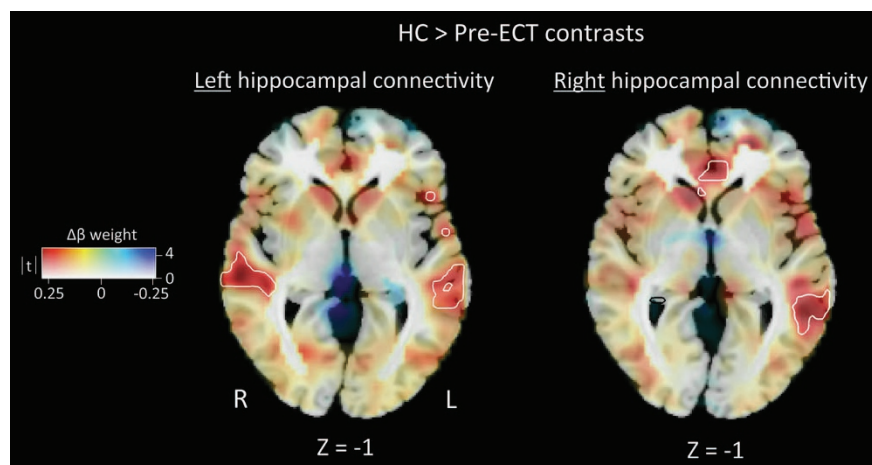 HC > Pre-ECT contrasts
Left hippocampal connectivity
Right hippocampal connectivity
Δβ weight
|t|
4
0
0.25 0 -0.25
R
L
Z = -1
Z = -1